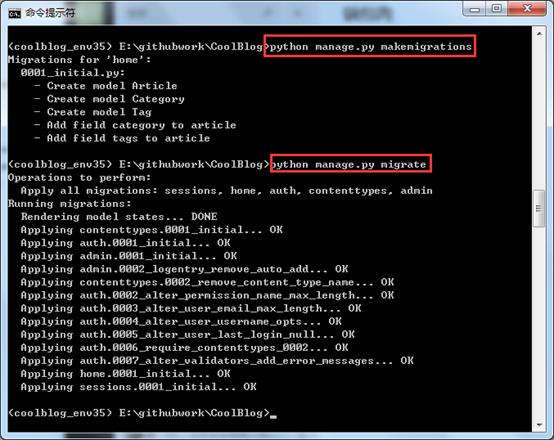 命令提示符
(coolblog_env35) E:\githubwork\CoolBlog>python manage.py makemigrations
Migrations for 'home':
0001_initial.py:
- Create model Article
- Create model Category
- Create model Tag
- Add field category to article
- Add field tags to article
(coolblog_env35) E:\githubwork\CoolBlog>python manage.py migrate
Operations to perform:
Apply all migrations: sessions, home, auth, contenttypes, admin
Running migrations:
Rendering model states... DONE
Applying contenttypes.0001_initial... OK
Applying auth.0001_initial... OK
Applying admin.0001_initial... OK
Applying admin.0002_logentry_remove_auto_add... OK
Applying contenttypes.0002_remove_content_type_name... OK
Applying auth.0002_alter_permission_name_max_length... OK
Applying auth.0003_alter_user_email_max_length... OK
Applying auth.0004_alter_user_username_opts... OK
Applying auth.0005_alter_user_last_login_null... OK
Applying auth.0006_require_contenttypes_0002... OK
Applying auth.0007_alter_validators_add_error_messages... OK
Applying home.0001_initial... OK
Applying sessions.0001_initial... OK
(coolblog_env35) E:\githubwork\CoolBlog>